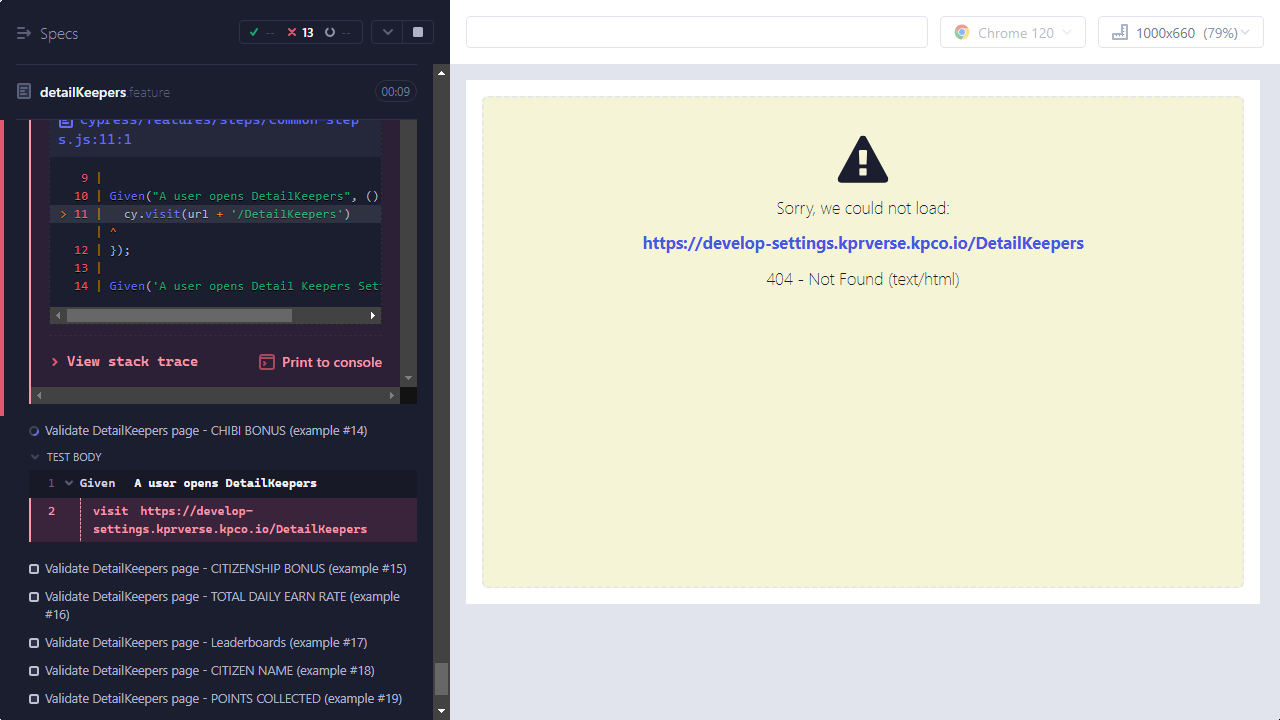 Specs
-- 13 --
detailKeepers.feature 00:09
cypress/features/steps/common-step
s.js:11:1
9 |
10 | Given("A user opens DetailKeepers", ()
> 11 | cy.visit(url + '/DetailKeepers')
| ^
12 | });
13 |
14 | Given('A user opens Detail Keepers Set
> View stack trace
Print to console
Validate DetailKeepers page - CHIBI BONUS (example #14)
TEST BODY
1 Given A user opens DetailKeepers
2 visit https://develop-
settings.kprverse.kpco.io/DetailKeepers
Validate DetailKeepers page - CITIZENSHIP BONUS (example #15)
Validate DetailKeepers page - TOTAL DAILY EARN RATE (example
#16)
Validate DetailKeepers page - Leaderboards (example #17)
Validate DetailKeepers page - CITIZEN NAME (example #18)
Validate DetailKeepers page - POINTS COLLECTED (example #19)
Chrome 120
1000x660 (79%)
Sorry, we could not load:
https://develop-settings.kprverse.kpco.io/DetailKeepers
404 - Not Found (text/html)